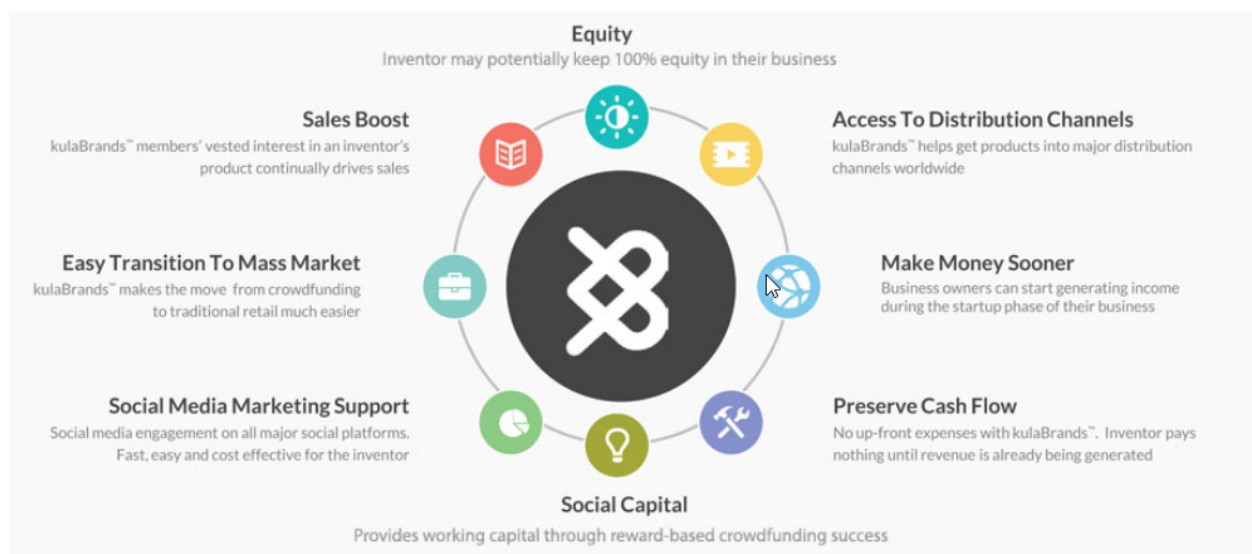 Equity
Inventor may potentially keep 100% equity in their business
Sales Boost
kulaBrands™ members' vested interest in an inventor's
product continually drives sales
Access To Distribution Channels
kulaBrands™ helps get products into major distribution
channels worldwide
Easy Transition To Mass Market
kulaBrands™ makes the move from crowdfunding
to traditional retail much easier
Make Money Sooner
Business owners can start generating income
during the startup phase of their business
Social Media Marketing Support
Social media engagement on all major social platforms.
Fast, easy and cost effective for the inventor
Preserve Cash Flow
No up-front expenses with kulaBrands™. Inventor pays
nothing until revenue is already being generated
Social Capital
Provides working capital through reward-based crowdfunding success